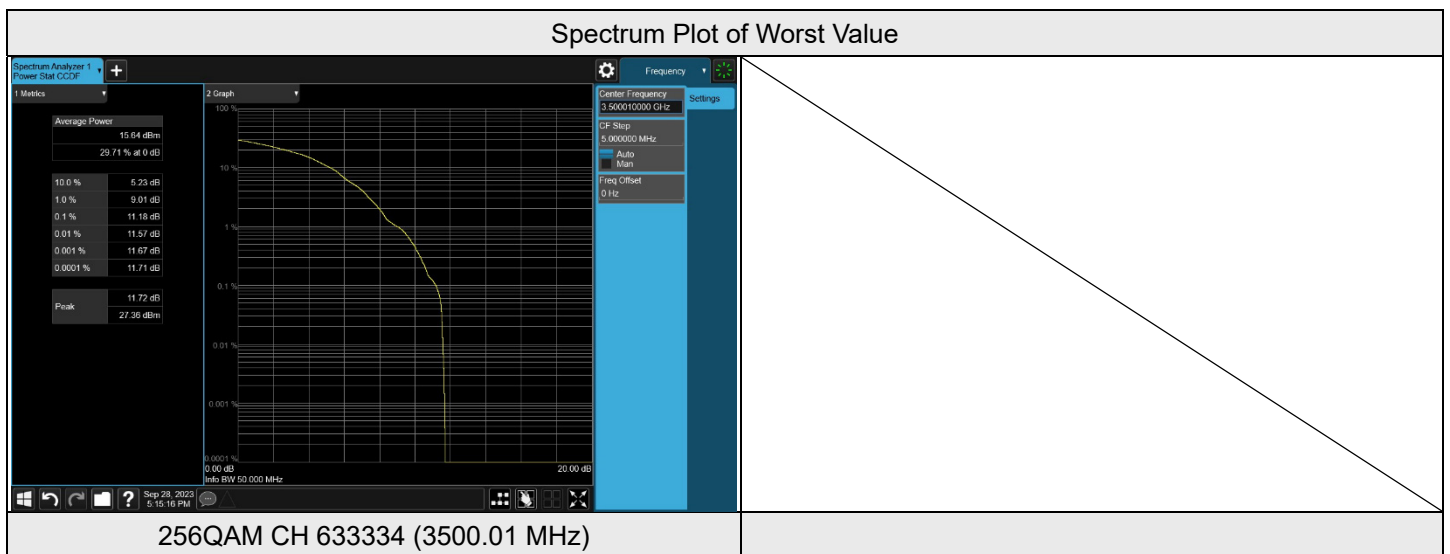 Spectrum Plot of Worst Value
Spectrum Analyzer 1
Power Stat CCDF
+
Frequency
1 Metrics
2 Graph
Center Frequency
3.500010000 GHz
Settings
CF Step
5.000000 MHz
Auto
Man
Freq Offset
0 Hz
Average Power
15.64 dBm
29.71 % at 0 dB
10.0 % 5.23 dB
1.0 % 9.01 dB
0.1 % 11.18 dB
0.01 % 11.57 dB
0.001 % 11.67 dB
0.0001 % 11.71 dB
Peak 11.72 dB
27.36 dBm
100 %
10 %
1 %
0.1 %
0.01 %
0.001 %
0.0001 %
0.00 dB 20.00 dB
Info BW 50.000 MHz
?
Sep 28, 2023
5:15:16 PM
256QAM CH 633334 (3500.01 MHz)